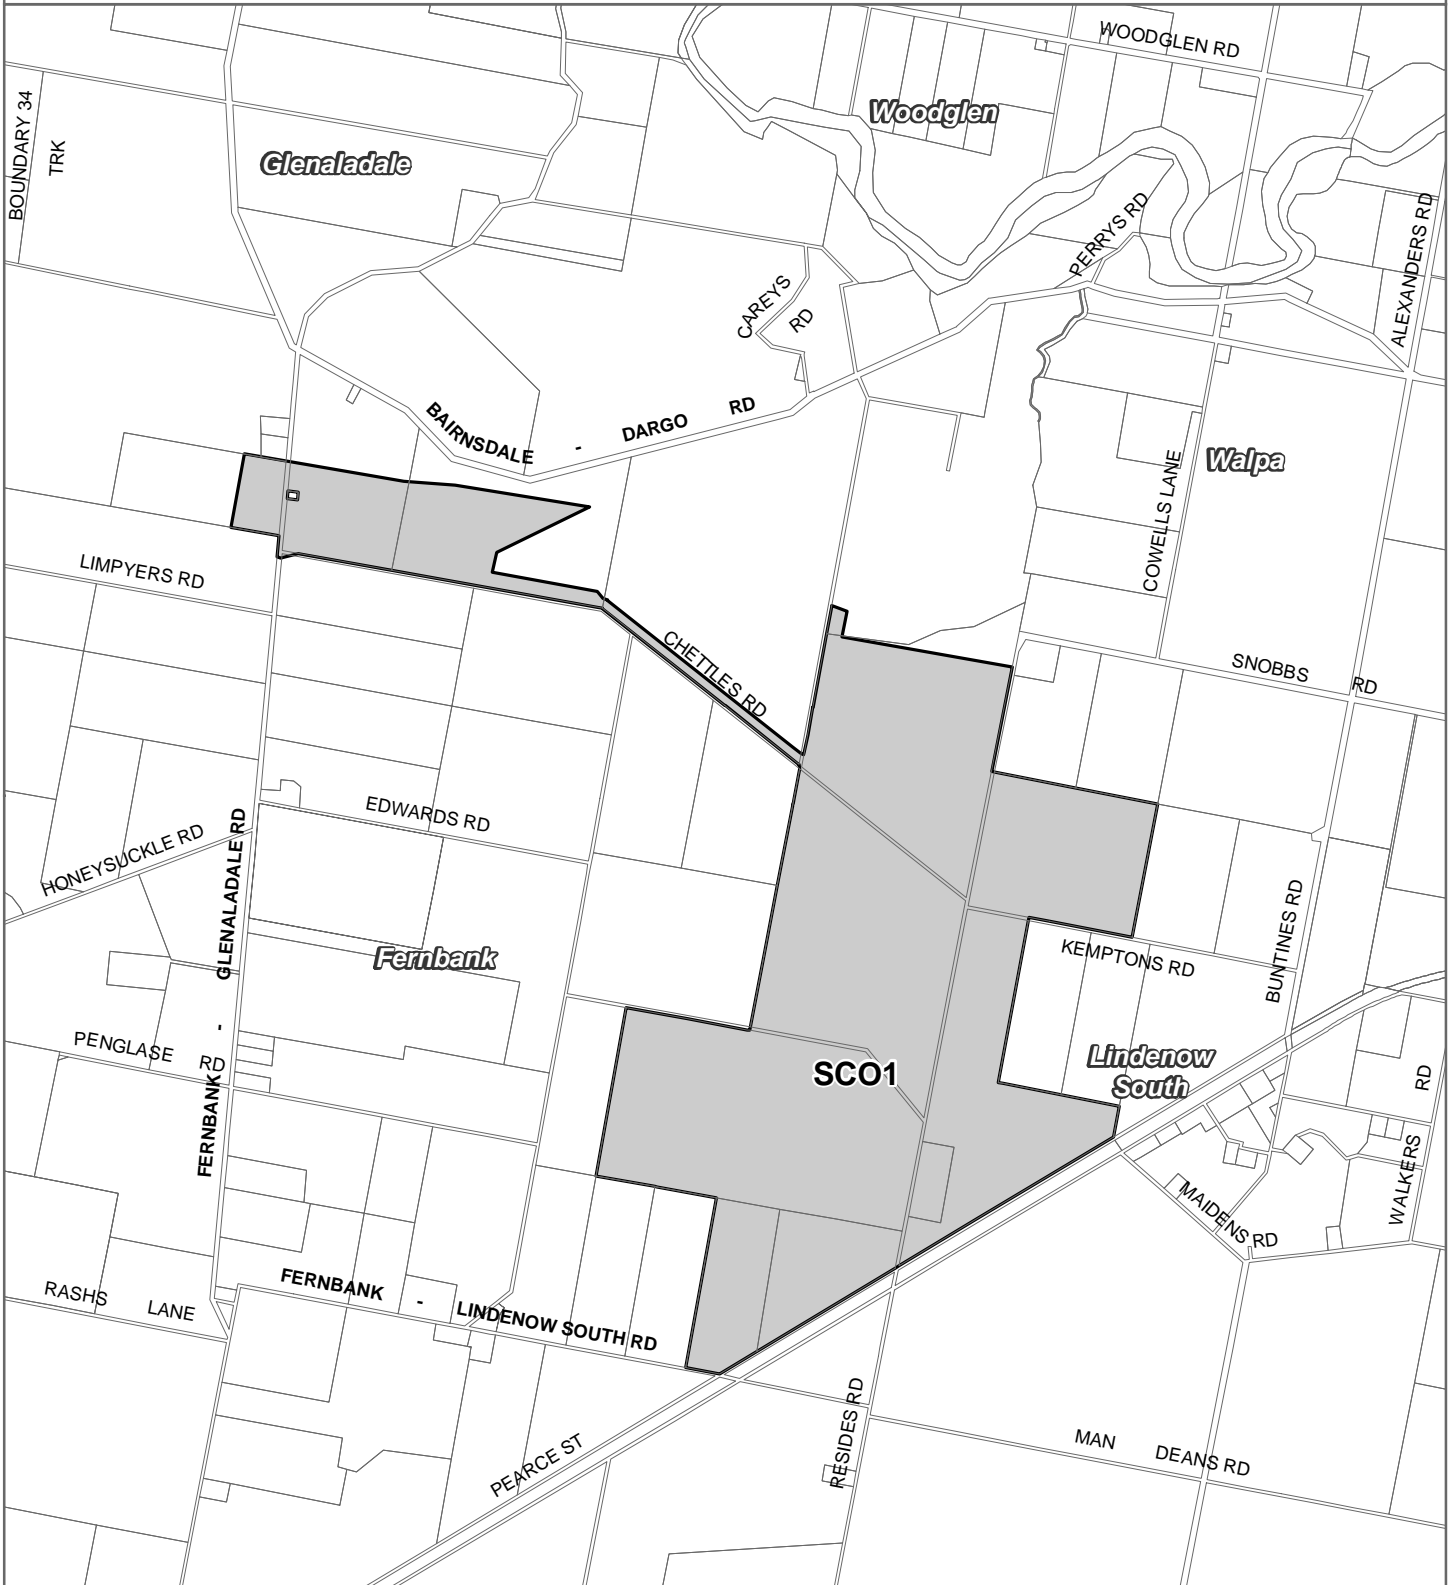 WOODGLEN RD
Woodglen
BOUNDARY 34
TRK
Glenaladale
PERRYS RD
ALEXANDERS RD
CAREYS
RD
BAIRNSDALE - DARGO RD
Walpa
COWELLS LANE
LIMPYERS RD
CHETTLES RD
SNOBBS RD
EDWARDS RD
HONEYSUCKLE RD
FERNBANK - GLENALADALE RD
Fernbank
KEMPTONS RD
BUNTINES RD
PENGLASE RD
SCO1
Lindenow
South
WALKERS RD
MAIDENS RD
RASHS LANE
FERNBANK - LINDENOW SOUTH RD
RESIDES RD
PEARCE ST
MAN DEANS RD